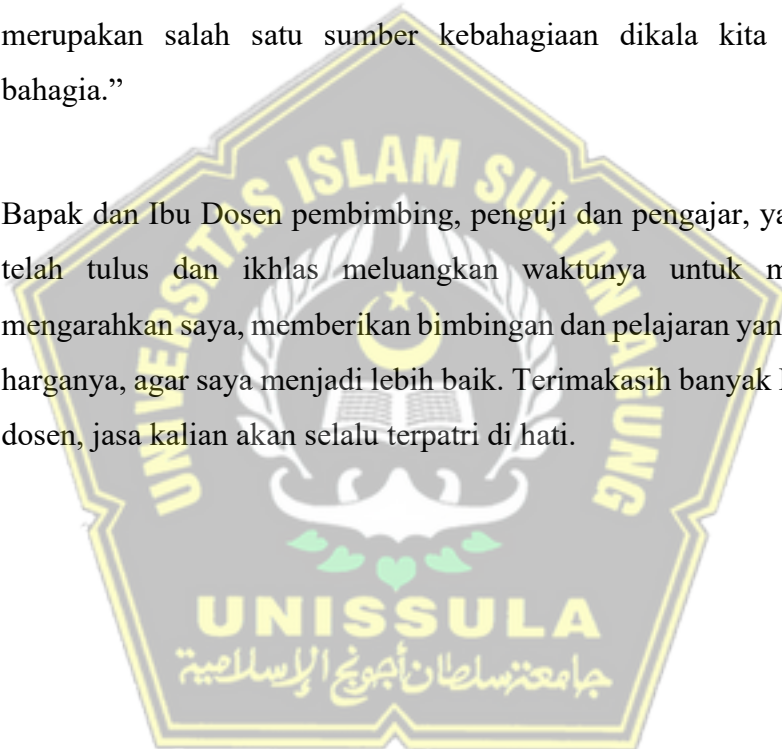 merupakan salah satu sumber kebahagiaan dikala kita
bahagia.”
Bapak dan Ibu Dosen pembimbing, penguji dan pengajar,
telah tulus dan ikhlas meluangkan waktunya untuk
mengarahkan saya, memberikan bimbingan dan pelajaran
harganya, agar saya menjadi lebih baik. Terimakasih banyak
dosen, jasa kalian akan selalu terpatri di hati.
UNIVERSITAS ISLAM SULTAN AGUNG
UNISSULA
جامعة سلطان أجونج الإسلامية